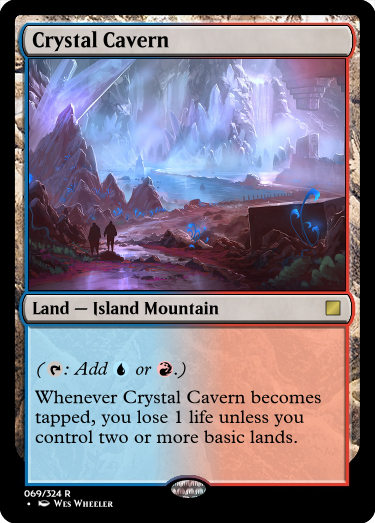 Crystal Cavern
Land — Island Mountain
( : Add or .)
Whenever Crystal Cavern becomes
tapped, you lose 1 life unless you
control two or more basic lands.
069/324 R
• Wes Wheeler